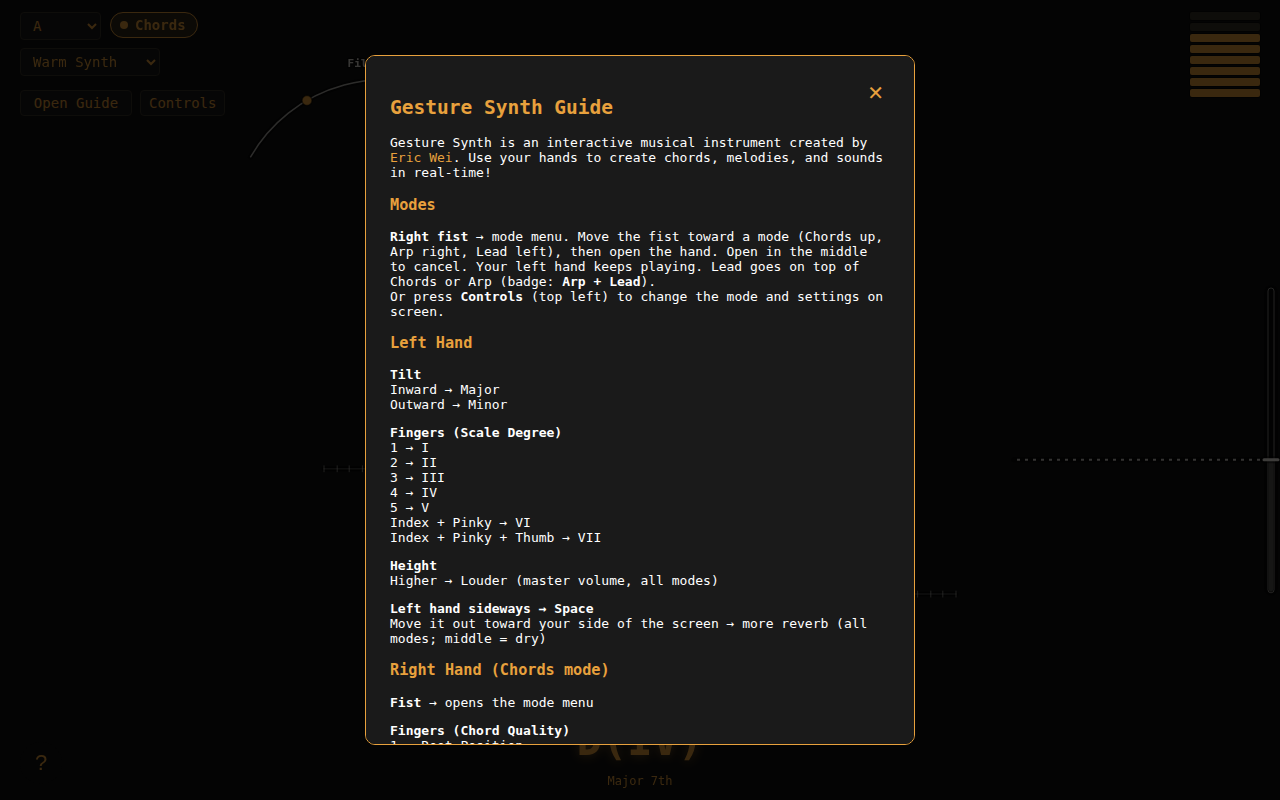 A
Chords
Warm Synth
Open Guide
Controls
Fil
Gesture Synth Guide
✕
Gesture Synth is an interactive musical instrument created by
Eric Wei. Use your hands to create chords, melodies, and sounds
in real-time!
Modes
Right fist → mode menu. Move the fist toward a mode (Chords up,
Arp right, Lead left), then open the hand. Open in the middle
to cancel. Your left hand keeps playing. Lead goes on top of
Chords or Arp (badge: Arp + Lead).
Or press Controls (top left) to change the mode and settings on
screen.
Left Hand
Tilt
Inward → Major
Outward → Minor
Fingers (Scale Degree)
1 → I
2 → II
3 → III
4 → IV
5 → V
Index + Pinky → VI
Index + Pinky + Thumb → VII
Height
Higher → Louder (master volume, all modes)
Left hand sideways → Space
Move it out toward your side of the screen → more reverb (all
modes; middle = dry)
Right Hand (Chords mode)
Fist → opens the mode menu
Fingers (Chord Quality)
1 → Root Position
D(IV)
Major 7th
?